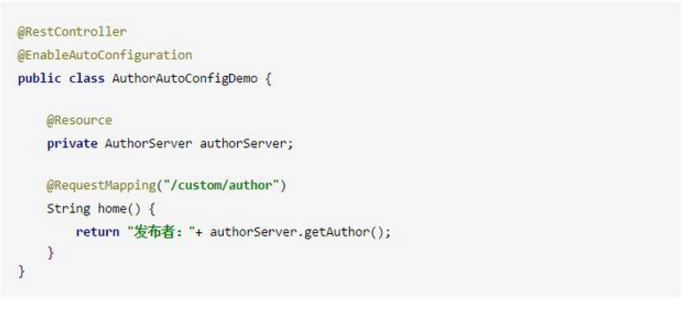 @RestController
@EnableAutoConfiguration
public class AuthorAutoConfigDemo {
@Resource
private AuthorServer authorServer;
@RequestMapping("/custom/author")
String home() {
return "发布者："+ authorServer.getAuthor();
}
}